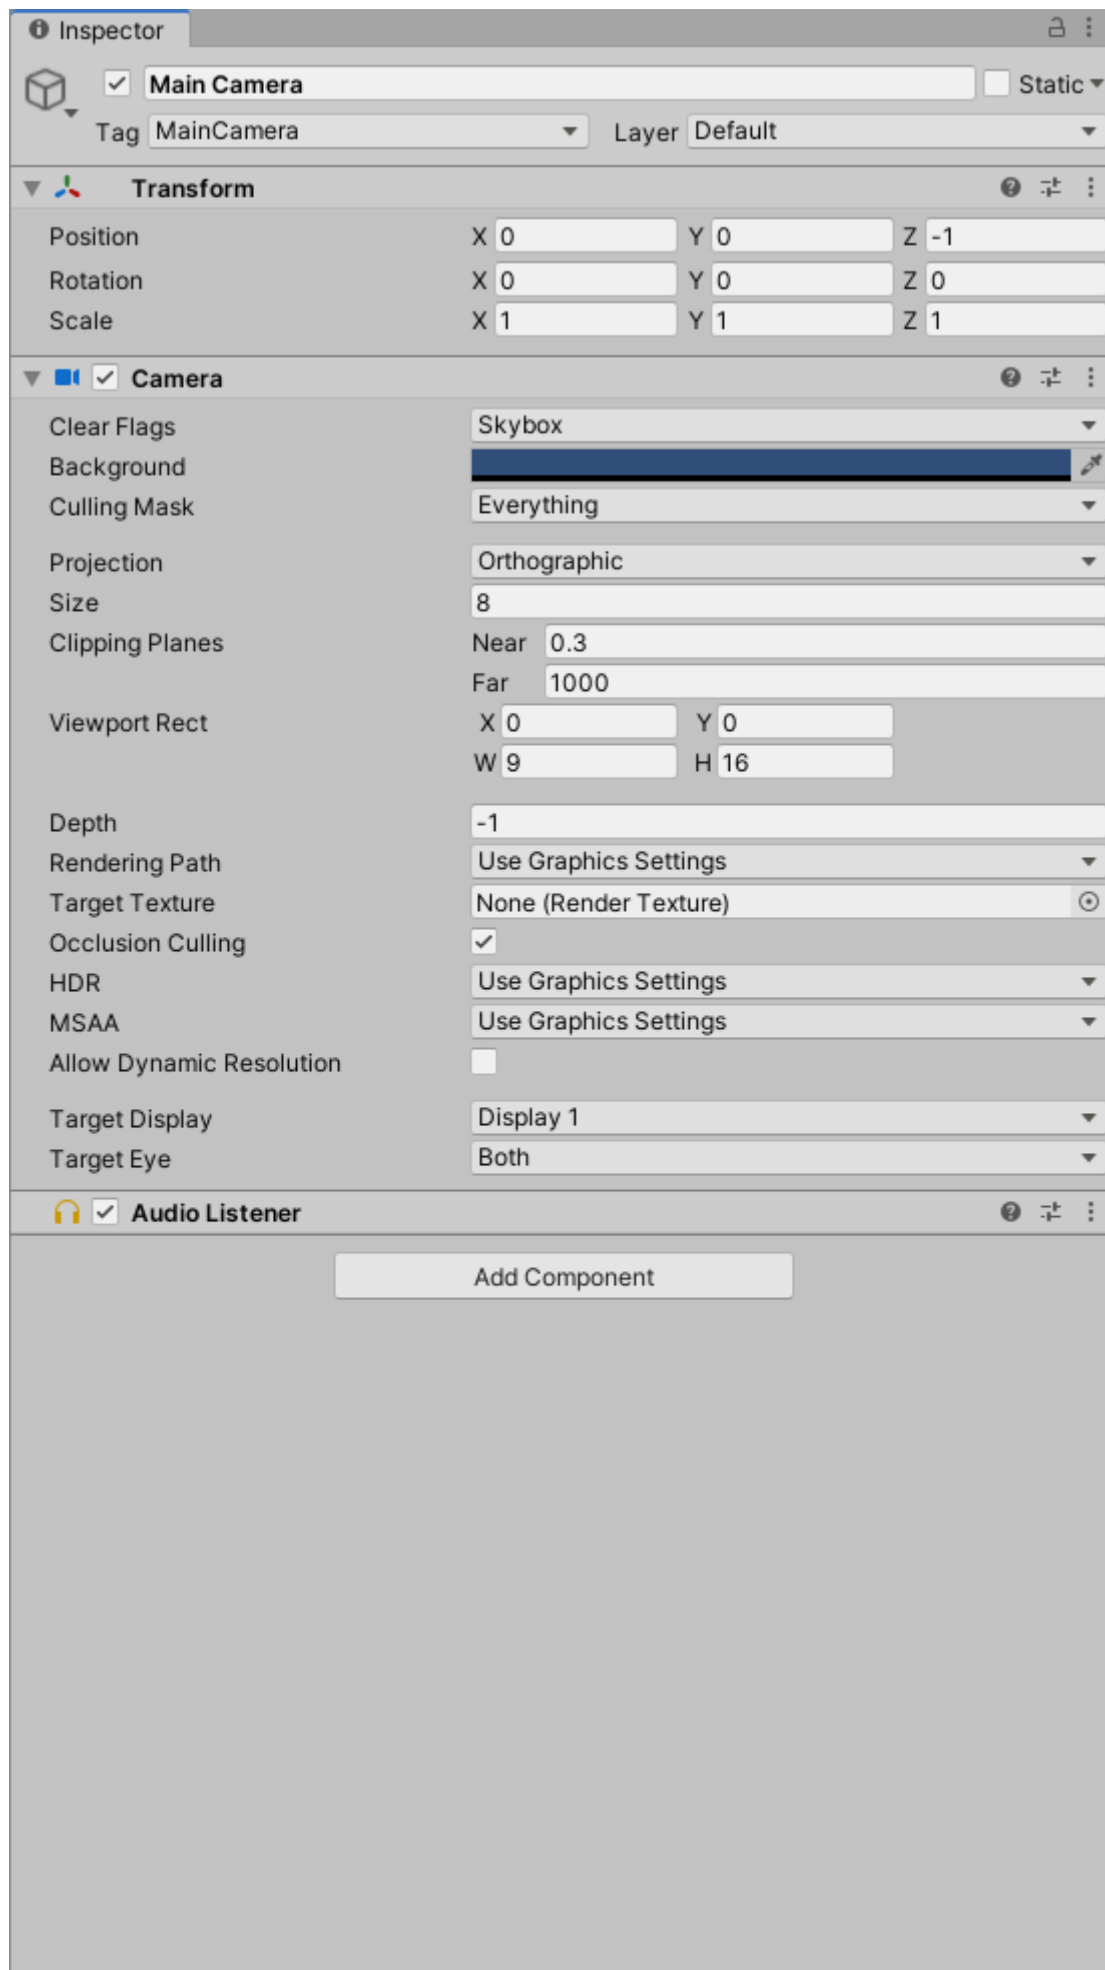 Inspector
Main Camera Static
Tag MainCamera Layer Default
Transform
Position X 0 Y 0 Z -1
Rotation X 0 Y 0 Z 0
Scale X 1 Y 1 Z 1
Camera
Clear Flags Skybox
Background
Culling Mask Everything
Projection Orthographic
Size 8
Clipping Planes Near 0.3
Far 1000
Viewport Rect X 0 Y 0
W 9 H 16
Depth -1
Rendering Path Use Graphics Settings
Target Texture None (Render Texture)
Occlusion Culling
HDR Use Graphics Settings
MSAA Use Graphics Settings
Allow Dynamic Resolution
Target Display Display 1
Target Eye Both
Audio Listener
Add Component